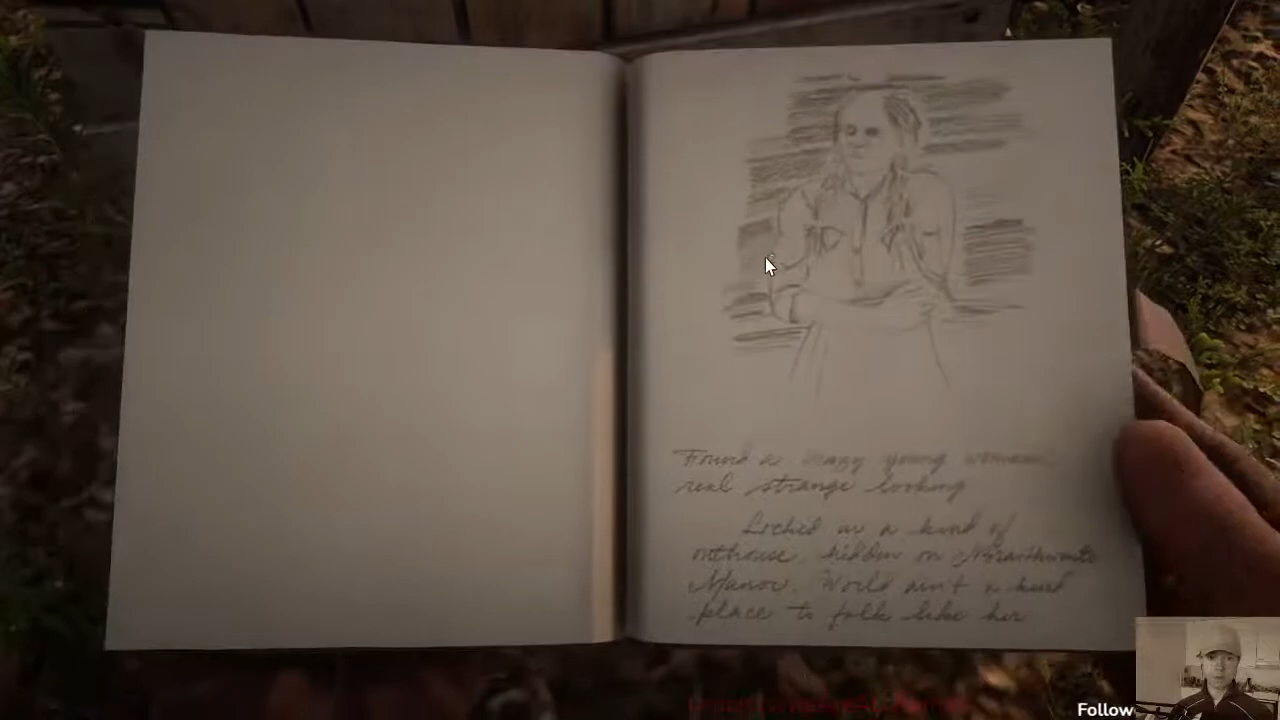 Found a crazy young woman
real strange looking
Locked in a kind of
outhouse, hidden on Braithwaite
Manor. World ain't a kind
place to folk like her
Follow